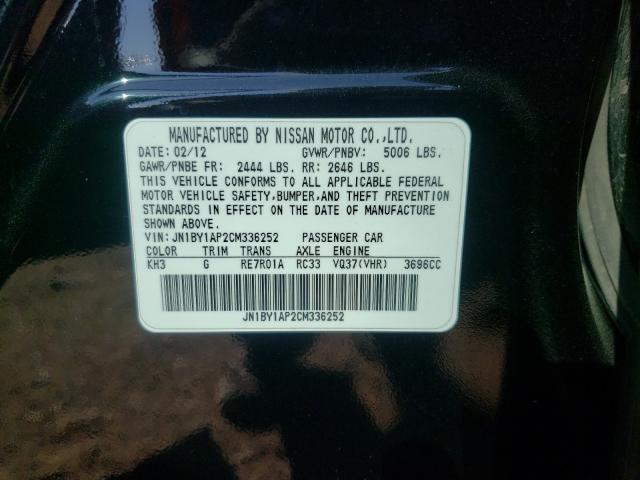 MANUFACTURED BY NISSAN MOTOR CO.,LTD.
DATE: 02/12 GVWR/PNBV: 5006 LBS.
GAWR/PNBE FR: 2444 LBS. RR: 2646 LBS.
THIS VEHICLE CONFORMS TO ALL APPLICABLE FEDERAL
MOTOR VEHICLE SAFETY,BUMPER,AND THEFT PREVENTION
STANDARDS IN EFFECT ON THE DATE OF MANUFACTURE
SHOWN ABOVE.
VIN: JN1BY1AP2CM336252 PASSENGER CAR
COLOR TRIM TRANS AXLE ENGINE
KH3 G RE7R01A RC33 VQ37(VHR) 3696CC
JN1BY1AP2CM336252